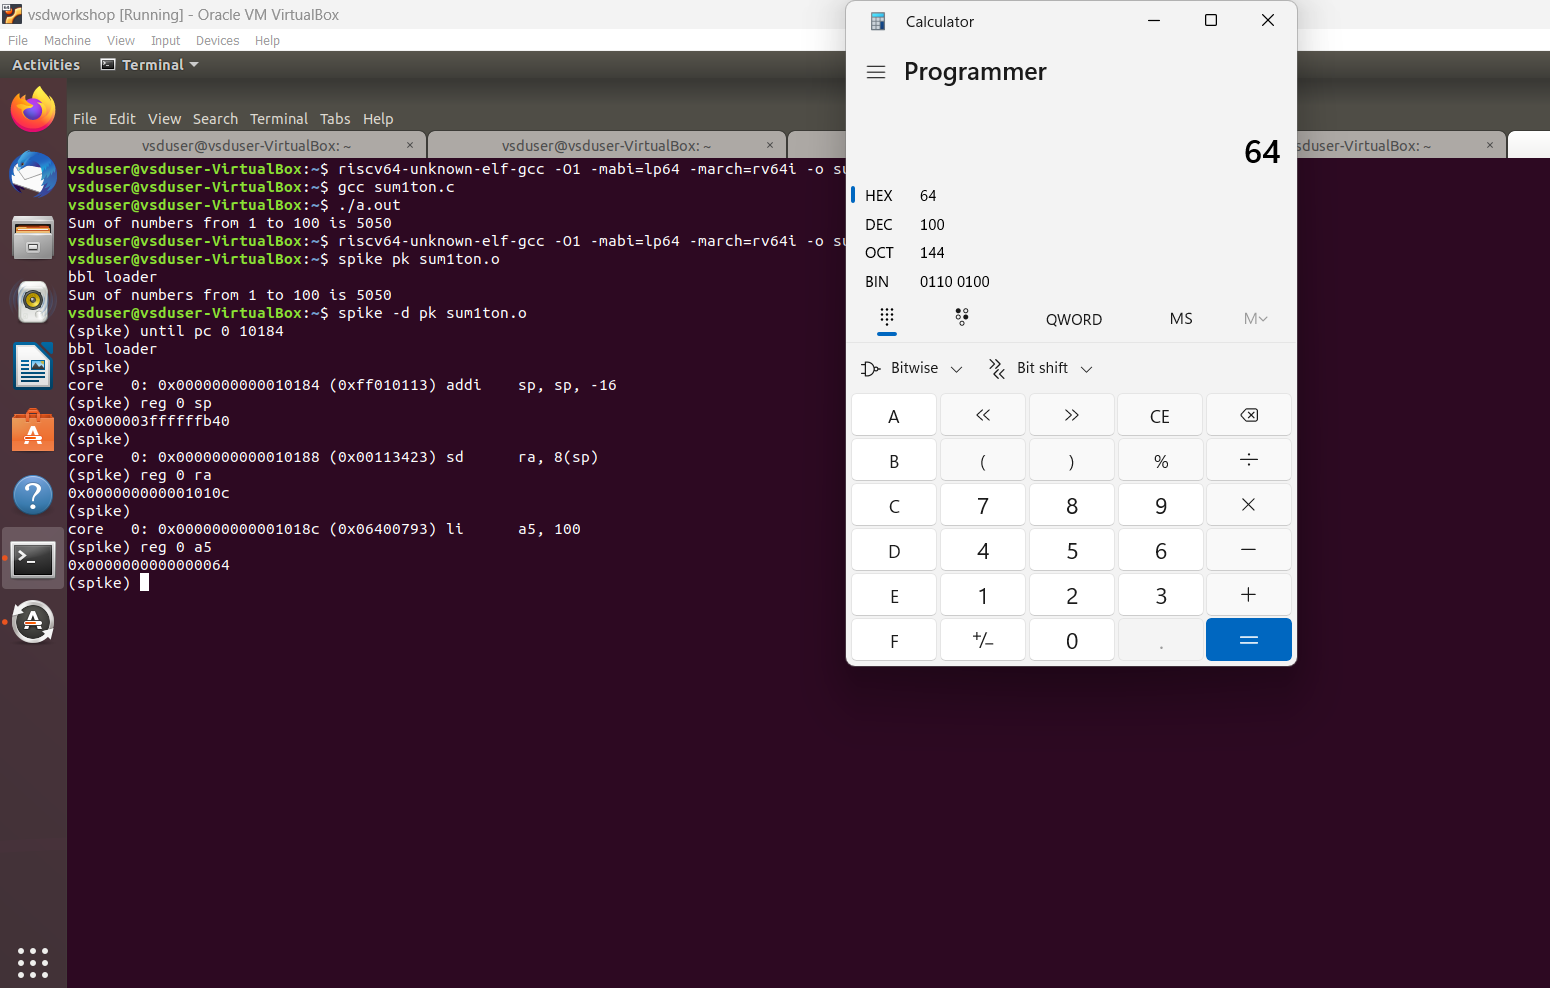 vsdworkshop [Running] - Oracle VM VirtualBox
File Machine View Input Devices Help
Activities Terminal
File Edit View Search Terminal Tabs Help
vsduser@vsduser-VirtualBox: ~ × vsduser@vsduser-VirtualBox: ~ × sduser-VirtualBox: ~ ×
vsduser@vsduser-VirtualBox:~$ riscv64-unknown-elf-gcc -O1 -mabi=lp64 -march=rv64i -o su
vsduser@vsduser-VirtualBox:~$ gcc sum1ton.c
vsduser@vsduser-VirtualBox:~$ ./a.out
Sum of numbers from 1 to 100 is 5050
vsduser@vsduser-VirtualBox:~$ riscv64-unknown-elf-gcc -O1 -mabi=lp64 -march=rv64i -o su
vsduser@vsduser-VirtualBox:~$ spike pk sum1ton.o
bbl loader
Sum of numbers from 1 to 100 is 5050
vsduser@vsduser-VirtualBox:~$ spike -d pk sum1ton.o
(spike) until pc 0 10184
bbl loader
(spike)
core   0: 0x0000000000010184 (0xff010113) addi    sp, sp, -16
(spike) reg 0 sp
0x0000003ffffffb40
(spike)
core   0: 0x0000000000010188 (0x00113423) sd      ra, 8(sp)
(spike) reg 0 ra
0x000000000001010c
(spike)
core   0: 0x000000000001018c (0x06400793) li      a5, 100
(spike) reg 0 a5
0x0000000000000064
(spike)
Calculator
Programmer
64
HEX 64
DEC 100
OCT 144
BIN 0110 0100
QWORD MS M
Bitwise Bit shift
A « » CE
B ( ) % ÷
C 7 8 9 ×
D 4 5 6 −
E 1 2 3 +
F +/− 0 . =